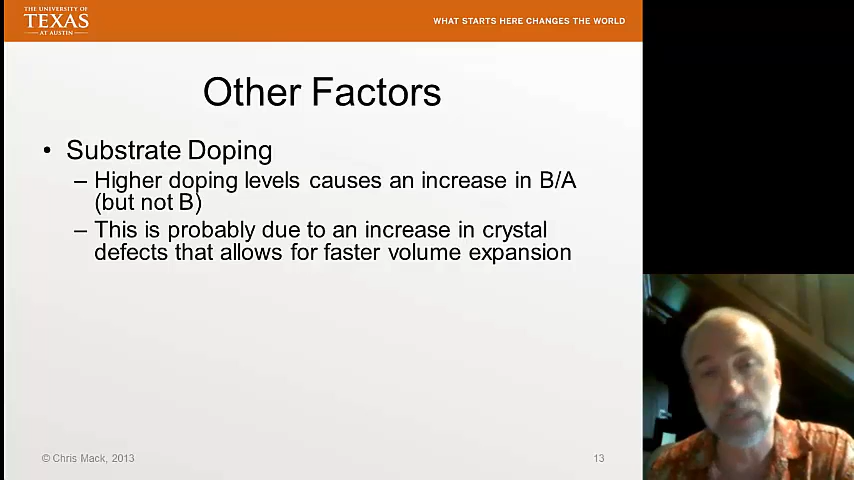 THE UNIVERSITY OF
TEXAS
AT AUSTIN
WHAT STARTS HERE CHANGES THE WORLD
Other Factors
• Substrate Doping
– Higher doping levels causes an increase in B/A
(but not B)
– This is probably due to an increase in crystal
defects that allows for faster volume expansion
© Chris Mack, 2013
13